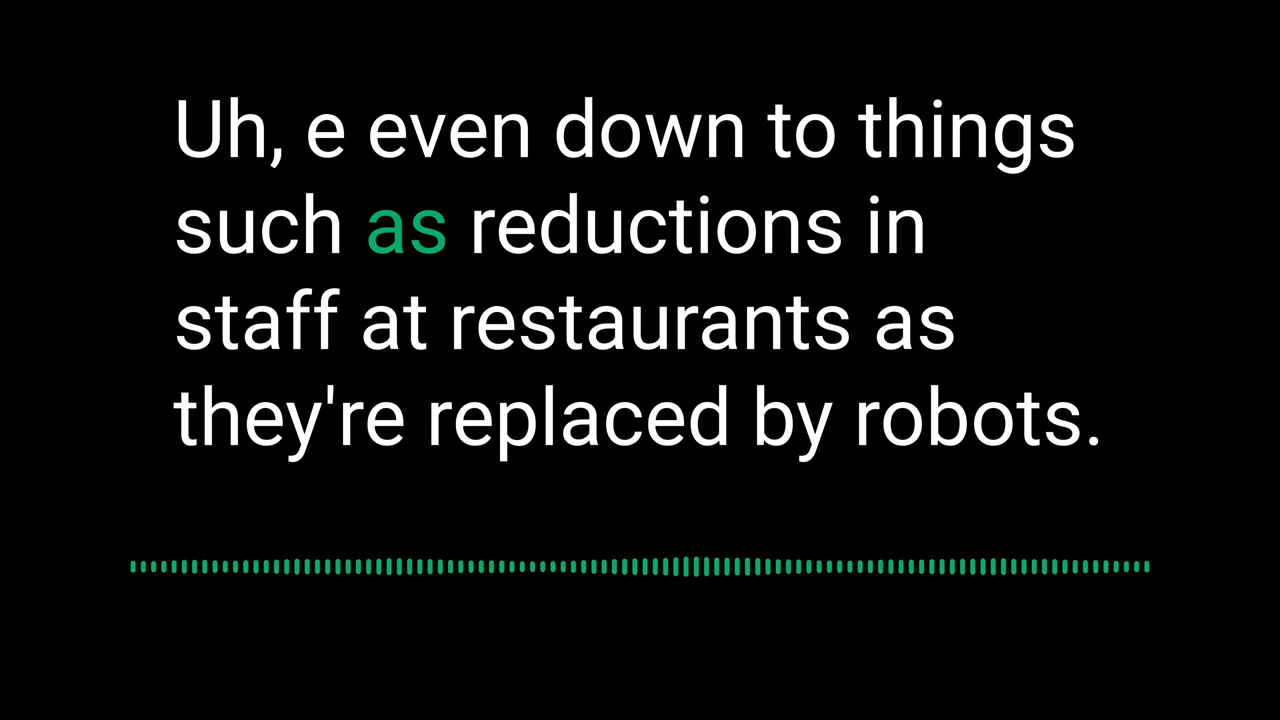 Uh, e even down to things
such as reductions in
staff at restaurants as
they're replaced by robots.